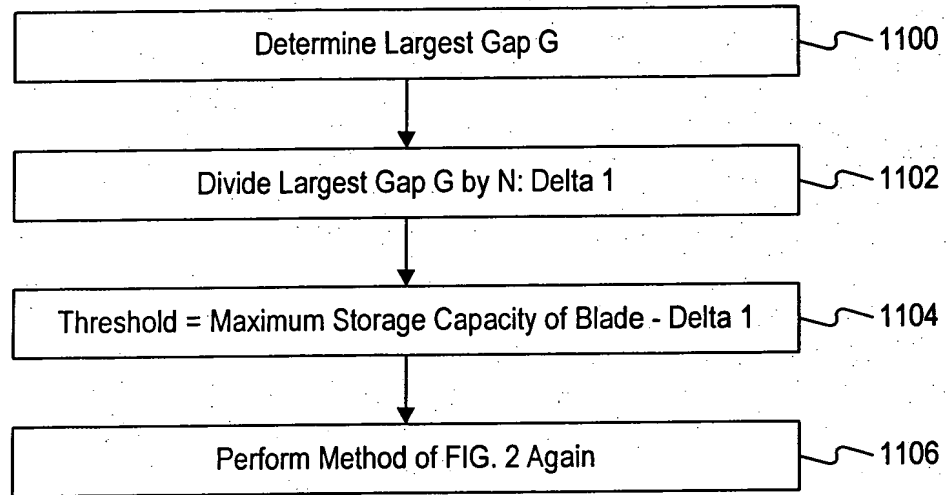 Determine Largest Gap G
1100
Divide Largest Gap G by N: Delta 1
1102
Threshold = Maximum Storage Capacity of Blade - Delta 1
1104
Perform Method of FIG. 2 Again
1106